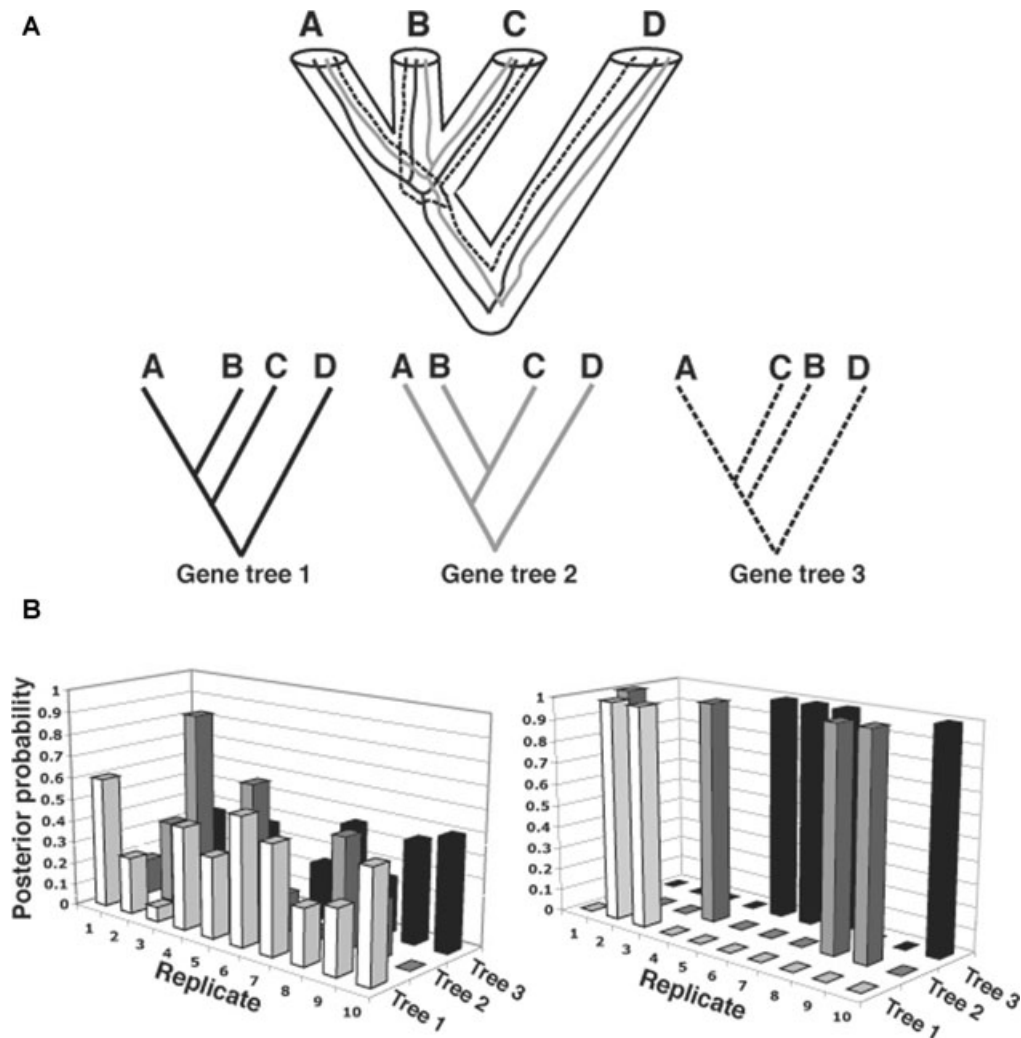 A
A B C D
A B C D
A B C D
A C B D
Gene tree 1
Gene tree 2
Gene tree 3
B
Posterior probability
1
0.9
0.8
0.7
0.6
0.5
0.4
0.3
0.2
0.1
0
1 2 3 4 5 6 7 8 9 10
Replicate
Tree 1
Tree 2
Tree 3
1
0.9
0.8
0.7
0.6
0.5
0.4
0.3
0.2
0.1
0
1 2 3 4 5 6 7 8 9 10
Replicate
Tree 1
Tree 2
Tree 3